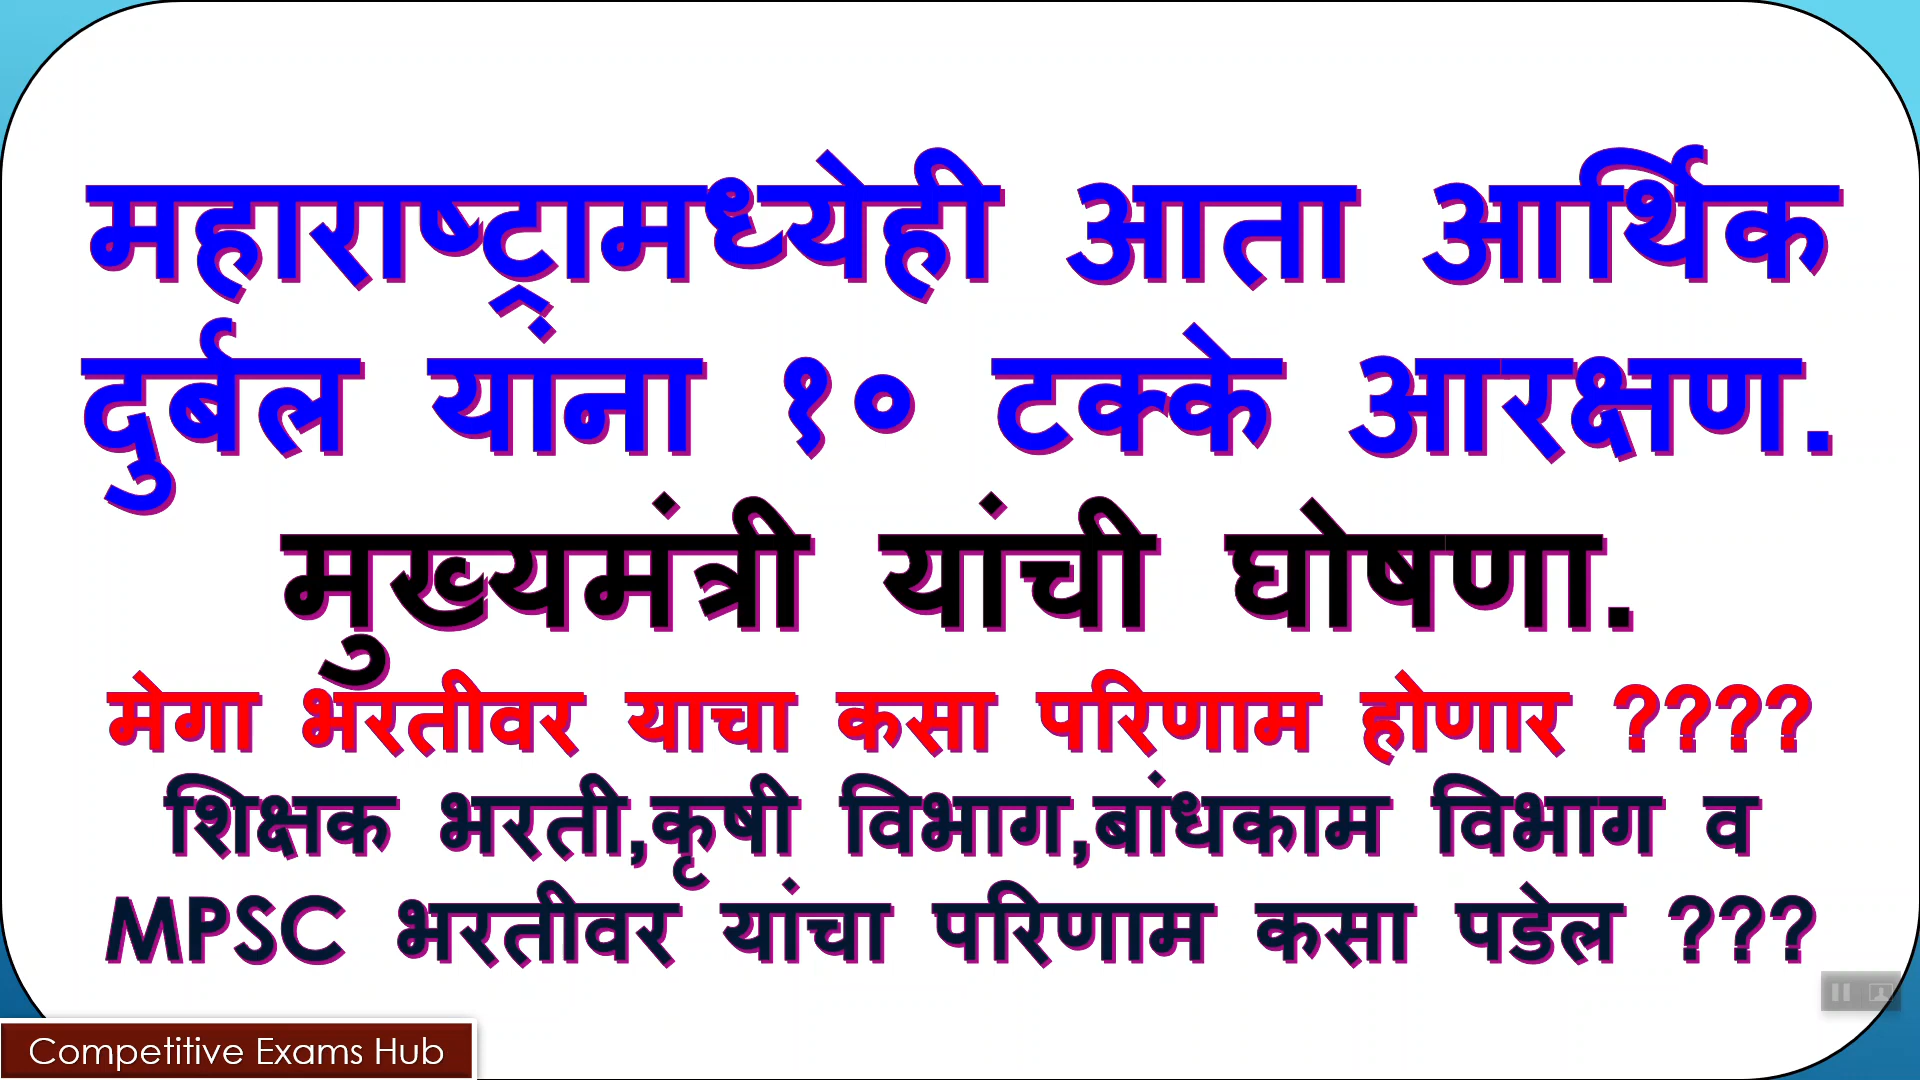 महाराष्ट्रामध्येही आता आर्थिक
दुर्बल यांना १० टक्के आरक्षण.
मुख्यमंत्री यांची घोषणा.
मेगा भरतीवर याचा कसा परिणाम होणार ????
शिक्षक भरती,कृषी विभाग,बांधकाम विभाग व
MPSC भरतीवर यांचा परिणाम कसा पडेल ???
Competitive Exams Hub